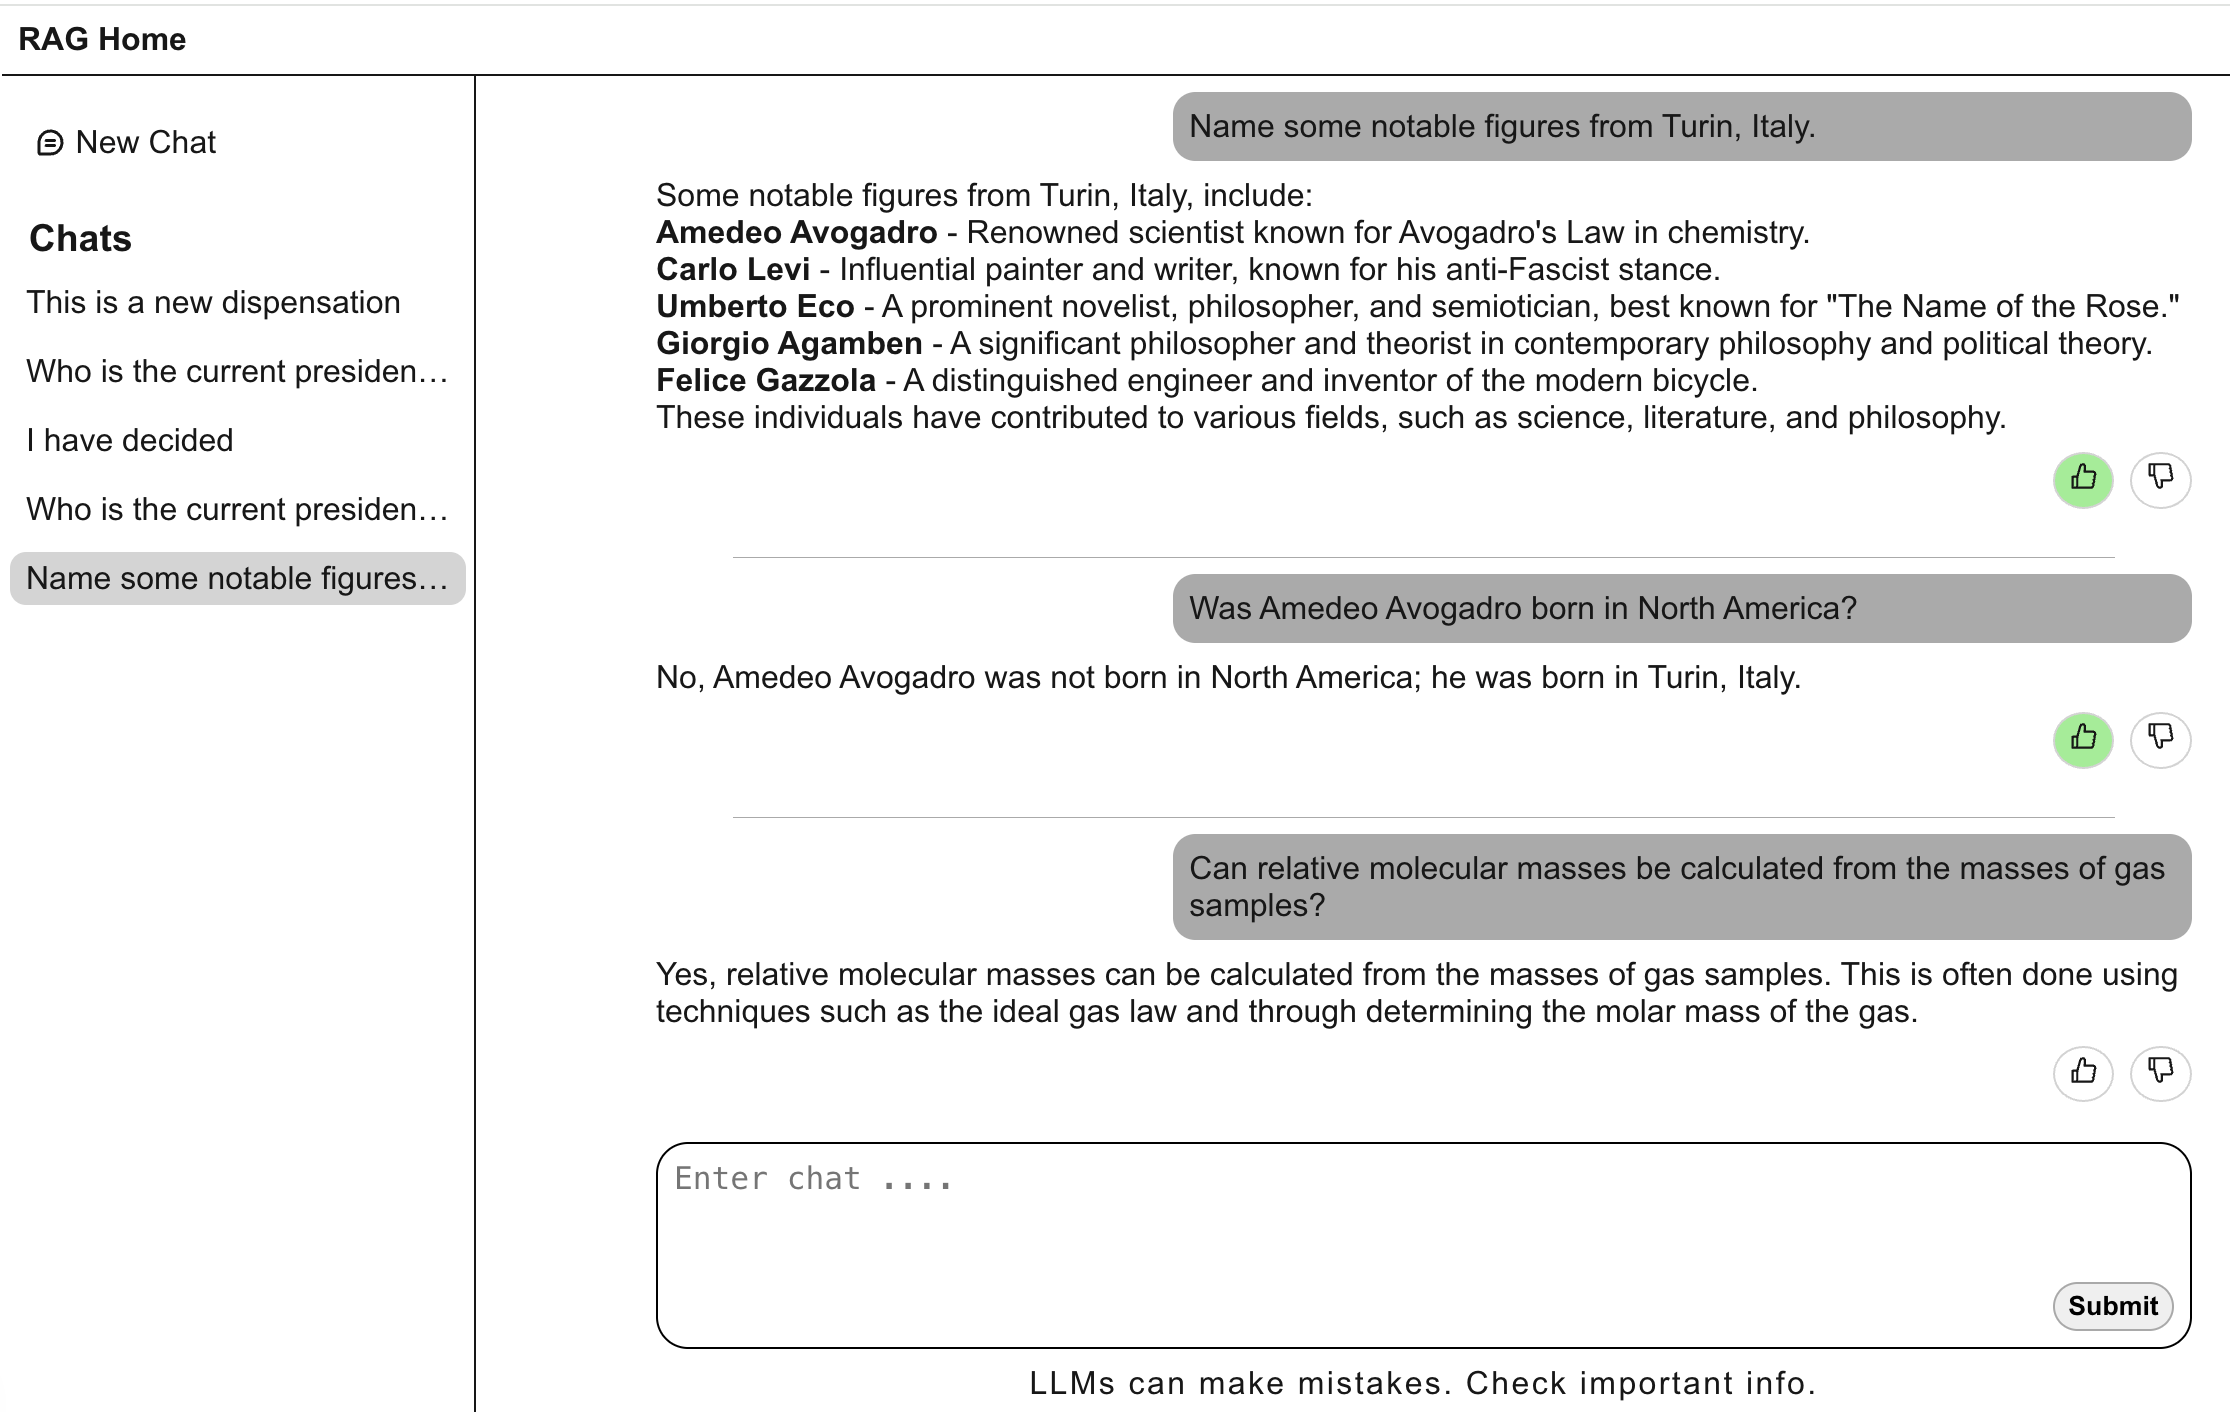 RAG Home
New Chat
Chats
This is a new dispensation
Who is the current presiden…
I have decided
Who is the current presiden…
Name some notable figures…
Name some notable figures from Turin, Italy.
Some notable figures from Turin, Italy, include:
Amedeo Avogadro - Renowned scientist known for Avogadro's Law in chemistry.
Carlo Levi - Influential painter and writer, known for his anti-Fascist stance.
Umberto Eco - A prominent novelist, philosopher, and semiotician, best known for "The Name of the Rose."
Giorgio Agamben - A significant philosopher and theorist in contemporary philosophy and political theory.
Felice Gazzola - A distinguished engineer and inventor of the modern bicycle.
These individuals have contributed to various fields, such as science, literature, and philosophy.
Was Amedeo Avogadro born in North America?
No, Amedeo Avogadro was not born in North America; he was born in Turin, Italy.
Can relative molecular masses be calculated from the masses of gas
samples?
Yes, relative molecular masses can be calculated from the masses of gas samples. This is often done using
techniques such as the ideal gas law and through determining the molar mass of the gas.
Enter chat ....
Submit
LLMs can make mistakes. Check important info.